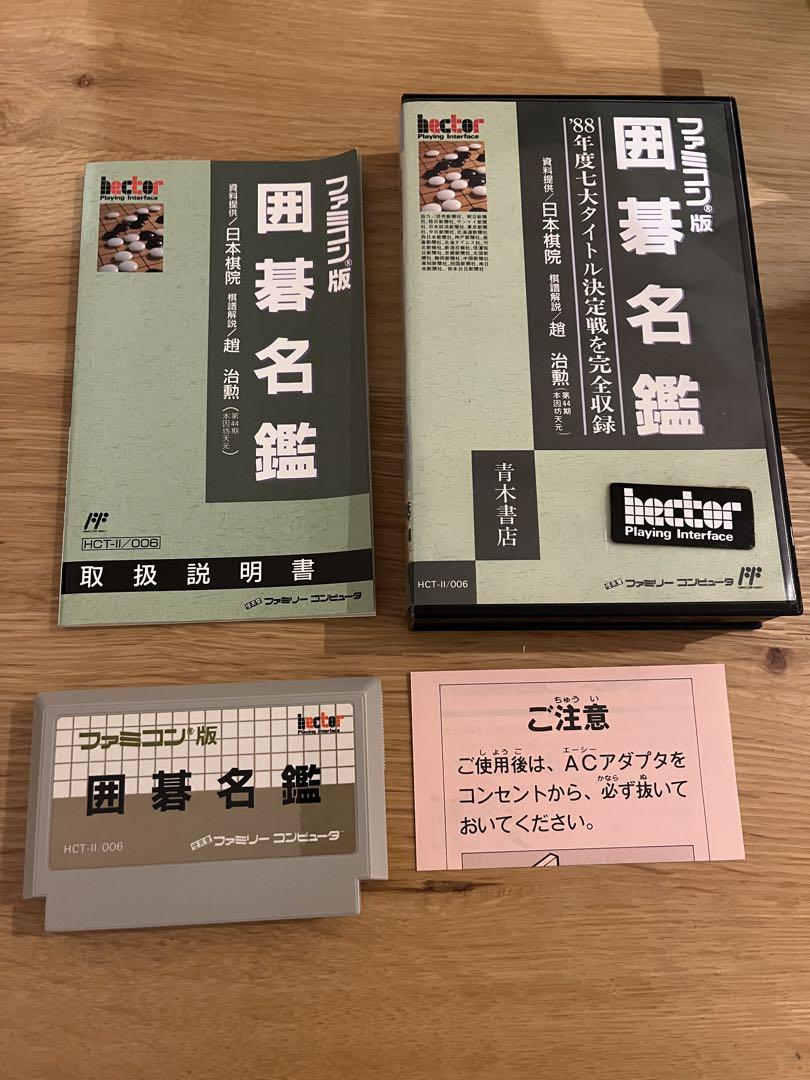 hector
Playing Interface
ファミコン®版
囲碁名鑑
資料提供/日本棋院 棋譜解説/趙 治勲(第44期本因坊天元)
HCT-II/006
取扱説明書
任天堂 ファミリー コンピュータ
hector
Playing Interface
ファミコン®版
囲碁名鑑
'88年度七大タイトル決定戦を完全収録
資料提供/日本棋院 棋譜解説/趙 治勲(第44期本因坊天元)
青木書店
hector
Playing Interface
HCT-II/006
任天堂 ファミリー コンピュータ
ファミコン®版
hector
Playing Interface
囲碁名鑑
HCT-II/006
任天堂 ファミリー コンピュータ
ちゅう い
ご注意
しようご エーシー
ご使用後は、ACアダプタを
かなら ぬ
コンセントから、必ず抜いて
おいてください。